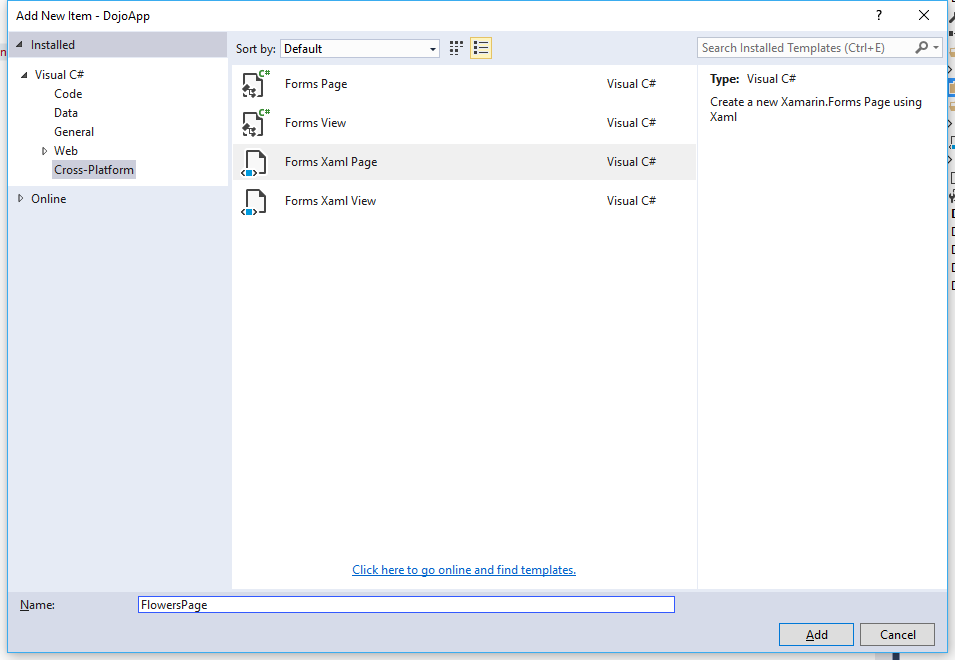 Add New Item - DojoApp ?
Installed
Sort by: Default
Search Installed Templates (Ctrl+E)
Visual C#
Code
Data
General
Web
Cross-Platform
Online
C# Forms Page Visual C#
C# Forms View Visual C#
Forms Xaml Page Visual C#
Forms Xaml View Visual C#
Type: Visual C#
Create a new Xamarin.Forms Page using
Xaml
Click here to go online and find templates.
Name: FlowersPage
Add Cancel